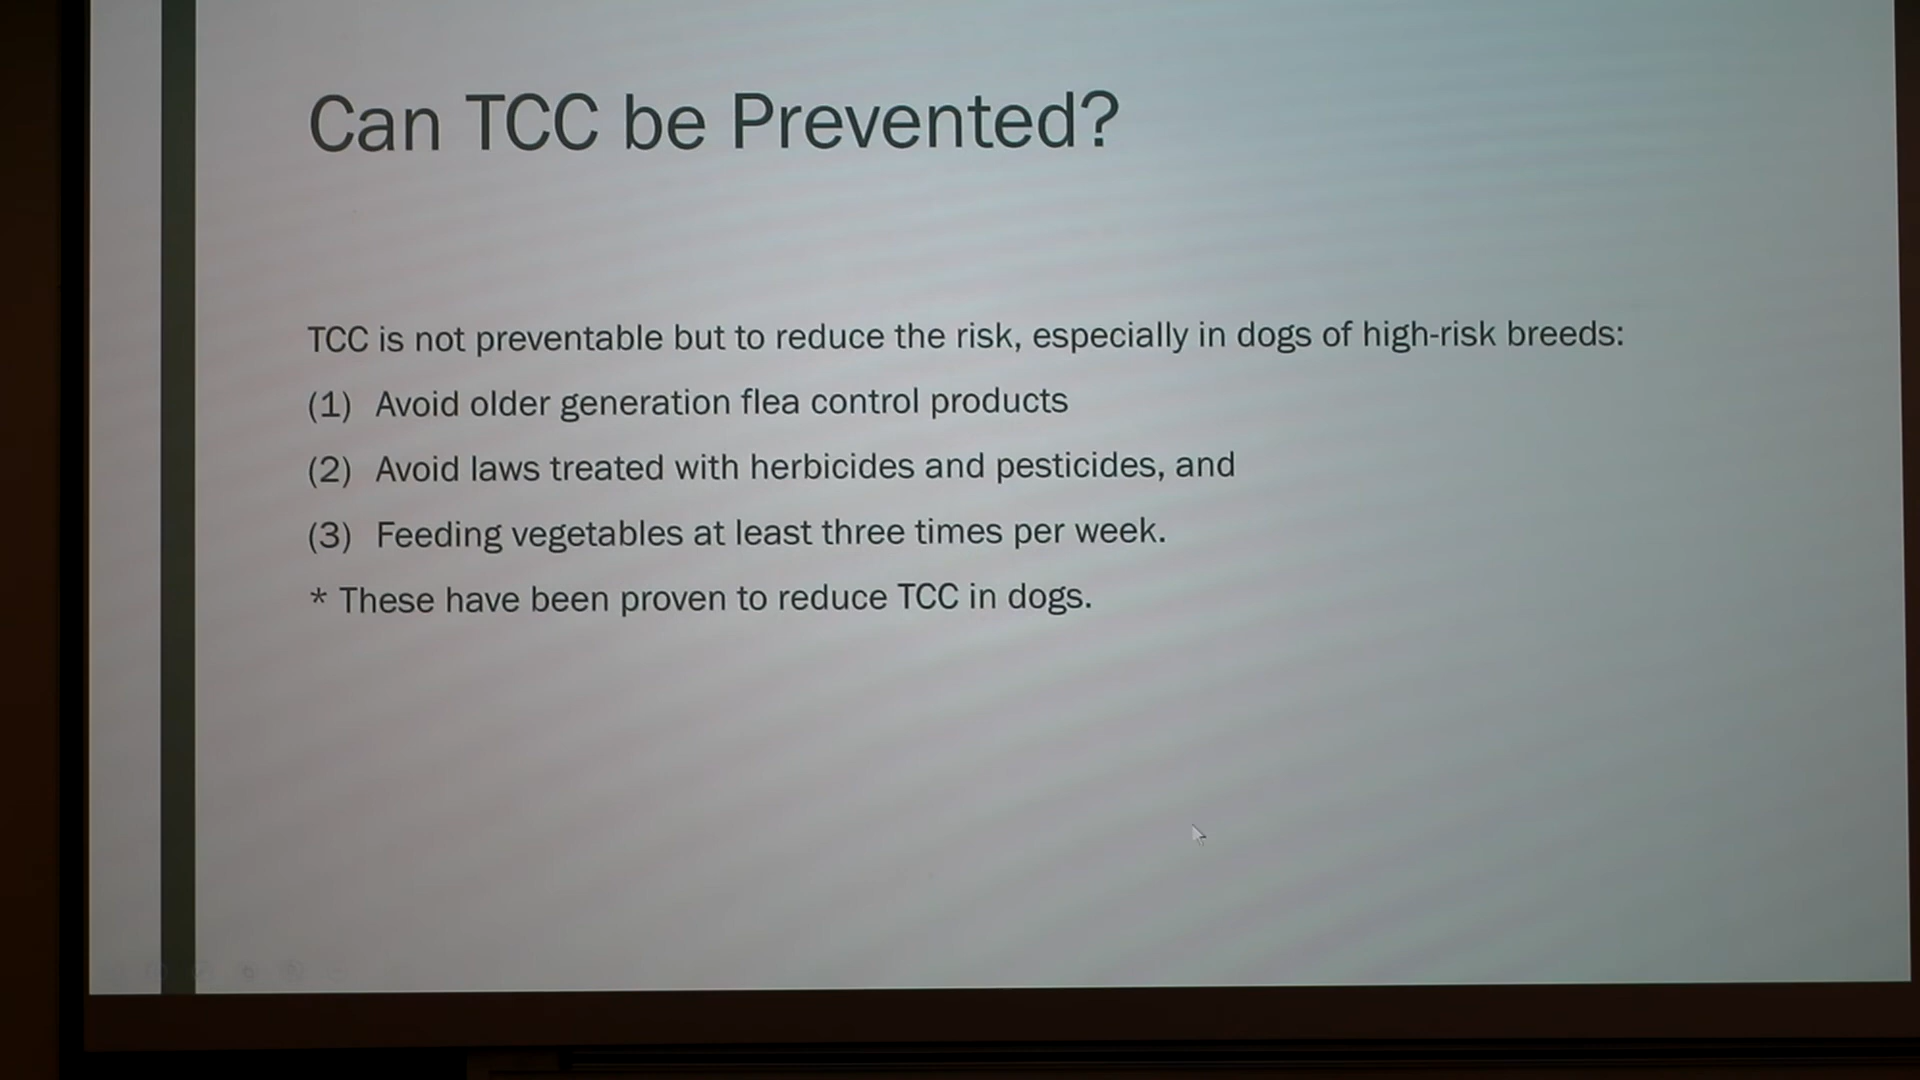 Can TCC be Prevented?
TCC is not preventable but to reduce the risk, especially in dogs of high-risk breeds:
(1) Avoid older generation flea control products
(2) Avoid laws treated with herbicides and pesticides, and
(3) Feeding vegetables at least three times per week.
* These have been proven to reduce TCC in dogs.